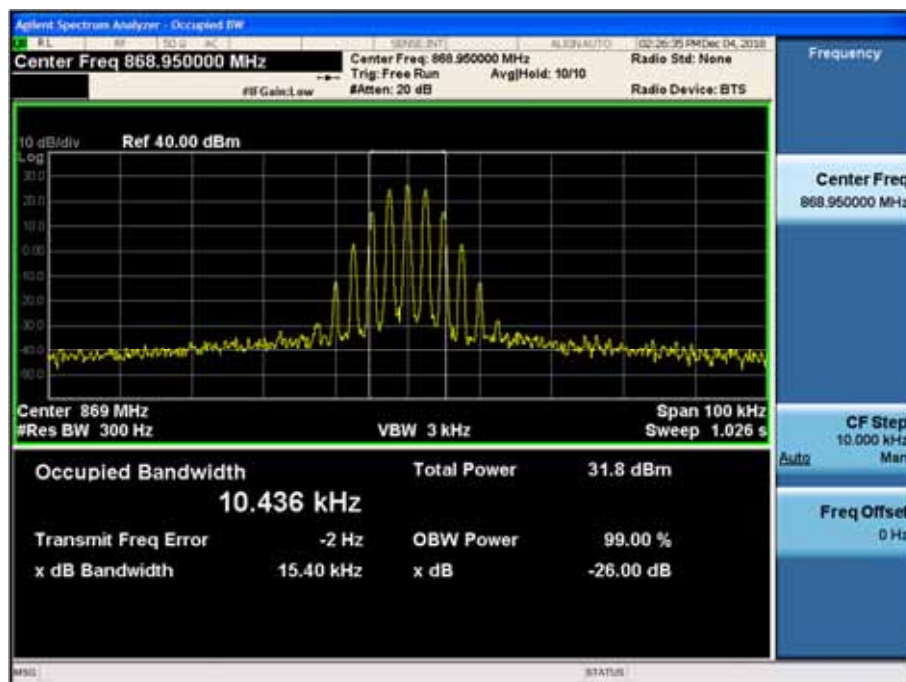 Agilent Spectrum Analyzer - Occupied BW
RL RF 50 Ω AC SENSE:INT ALIGN AUTO 02:26:35 PM Dec 04, 2018
Center Freq 868.950000 MHz
Center Freq: 868.950000 MHz
Radio Std: None
Trig: Free Run
Avg|Hold: 10/10
#IFGain:Low
#Atten: 20 dB
Radio Device: BTS
10 dB/div
Ref 40.00 dBm
Log
30.0
20.0
10.0
0.00
-10.0
-20.0
-30.0
-40.0
-50.0
Center 869 MHz
Span 100 kHz
#Res BW 300 Hz
VBW 3 kHz
Sweep 1.026 s
Occupied Bandwidth
Total Power
31.8 dBm
10.436 kHz
Transmit Freq Error
-2 Hz
OBW Power
99.00 %
x dB Bandwidth
15.40 kHz
x dB
-26.00 dB
Frequency
Center Freq
868.950000 MHz
CF Step
10.000 kHz
Auto
Man
Freq Offset
0 Hz
MSG
STATUS